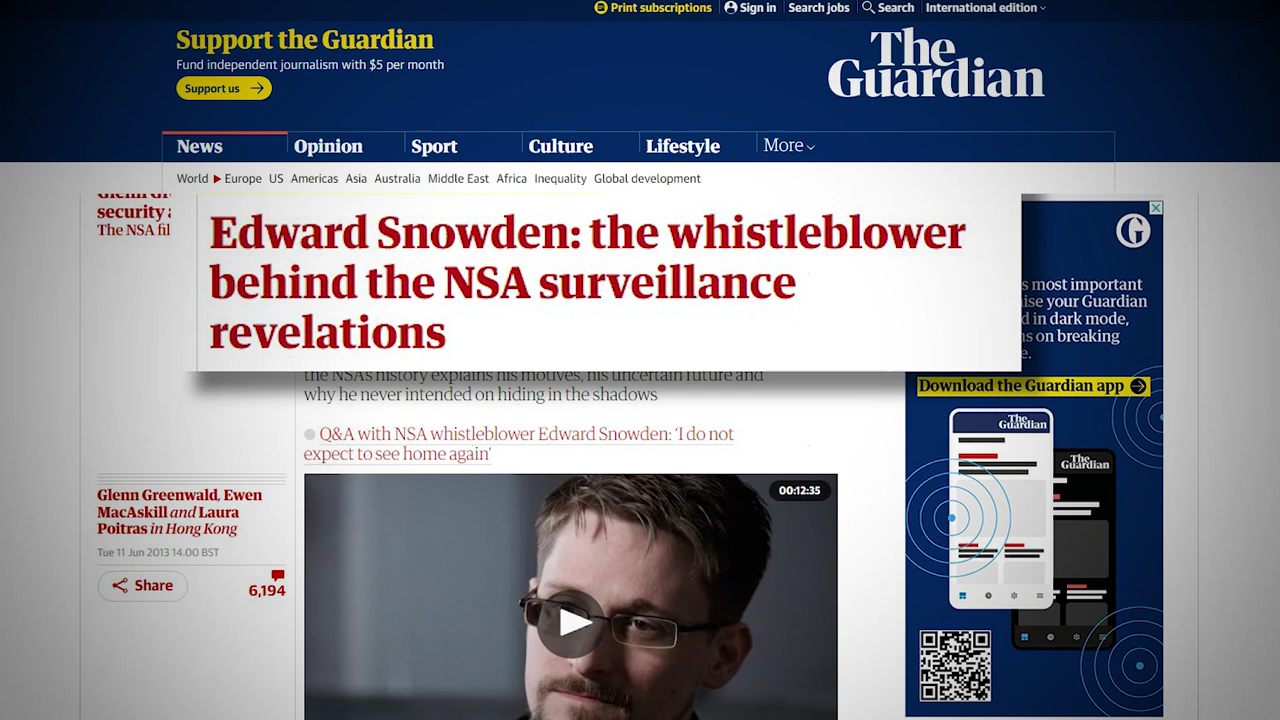 Print subscriptions
Sign in
Search jobs
Search
International edition
Support the Guardian
Fund independent journalism with $5 per month
Support us
The
Guardian
News
Opinion
Sport
Culture
Lifestyle
More
World
Europe
US
Americas
Asia
Australia
Middle East
Africa
Inequality
Global development
security
The NSA fil
Edward Snowden: the whistleblower
behind the NSA surveillance
revelations
s most important
ise your Guardian
d in dark mode,
ns on breaking
e.
the NSA's history explains his motives, his uncertain future and
why he never intended on hiding in the shadows
Q&A with NSA whistleblower Edward Snowden: 'I do not
expect to see home again'
Download the Guardian app
The
Guardian
The
Guardian
00:12:35
Glenn Greenwald, Ewen
MacAskill and Laura
Poitras in Hong Kong
Tue 11 Jun 2013 14.00 BST
Share
6,194